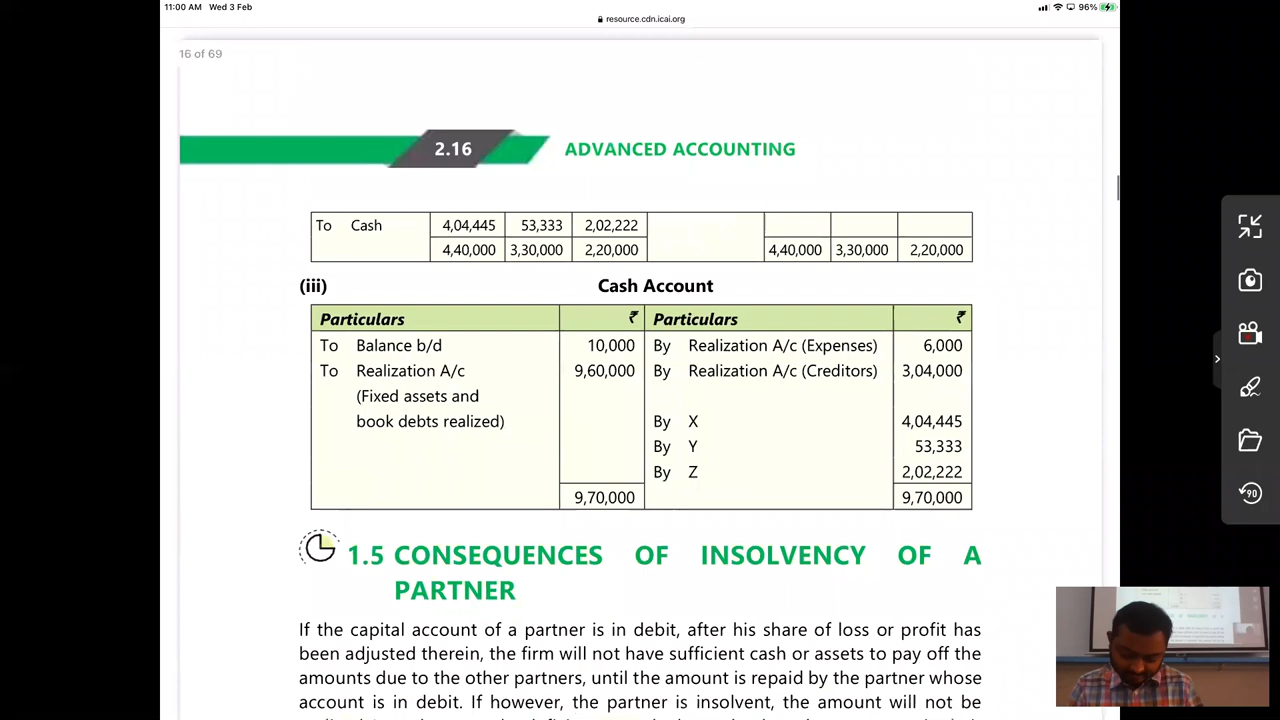 11:00 AM Wed 3 Feb
96%
resource.cdn.icai.org
16 of 69
2.16 ADVANCED ACCOUNTING
To Cash 4,04,445 53,333 2,02,222
4,40,000 3,30,000 2,20,000 4,40,000 3,30,000 2,20,000
(iii) Cash Account
Particulars ₹ Particulars ₹
To Balance b/d 10,000 By Realization A/c (Expenses) 6,000
To Realization A/c 9,60,000 By Realization A/c (Creditors) 3,04,000
(Fixed assets and
book debts realized) By X 4,04,445
By Y 53,333
By Z 2,02,222
9,70,000 9,70,000
1.5 CONSEQUENCES OF INSOLVENCY OF A
PARTNER
If the capital account of a partner is in debit, after his share of loss or profit has
been adjusted therein the firm will not have sufficient cash or assets to pay off the
amounts due to the other partners, until the amount is repaid by the partner whose
account is in debit. If however, the partner is insolvent, the amount will not be
90